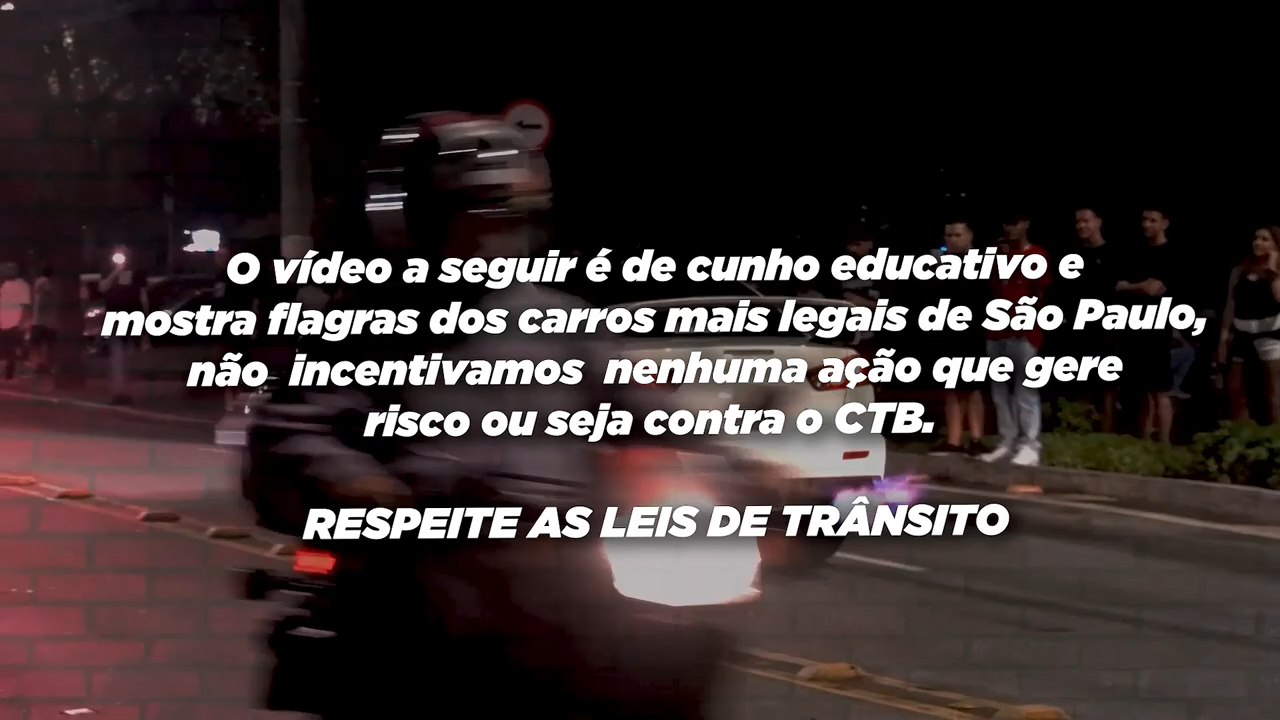 O vídeo a seguir é de cunho educativo e
mostra flagras dos carros mais legais de São Paulo,
não incentivamos nenhuma ação que gere
risco ou seja contra o CTB.
RESPEITE AS LEIS DE TRÂNSITO